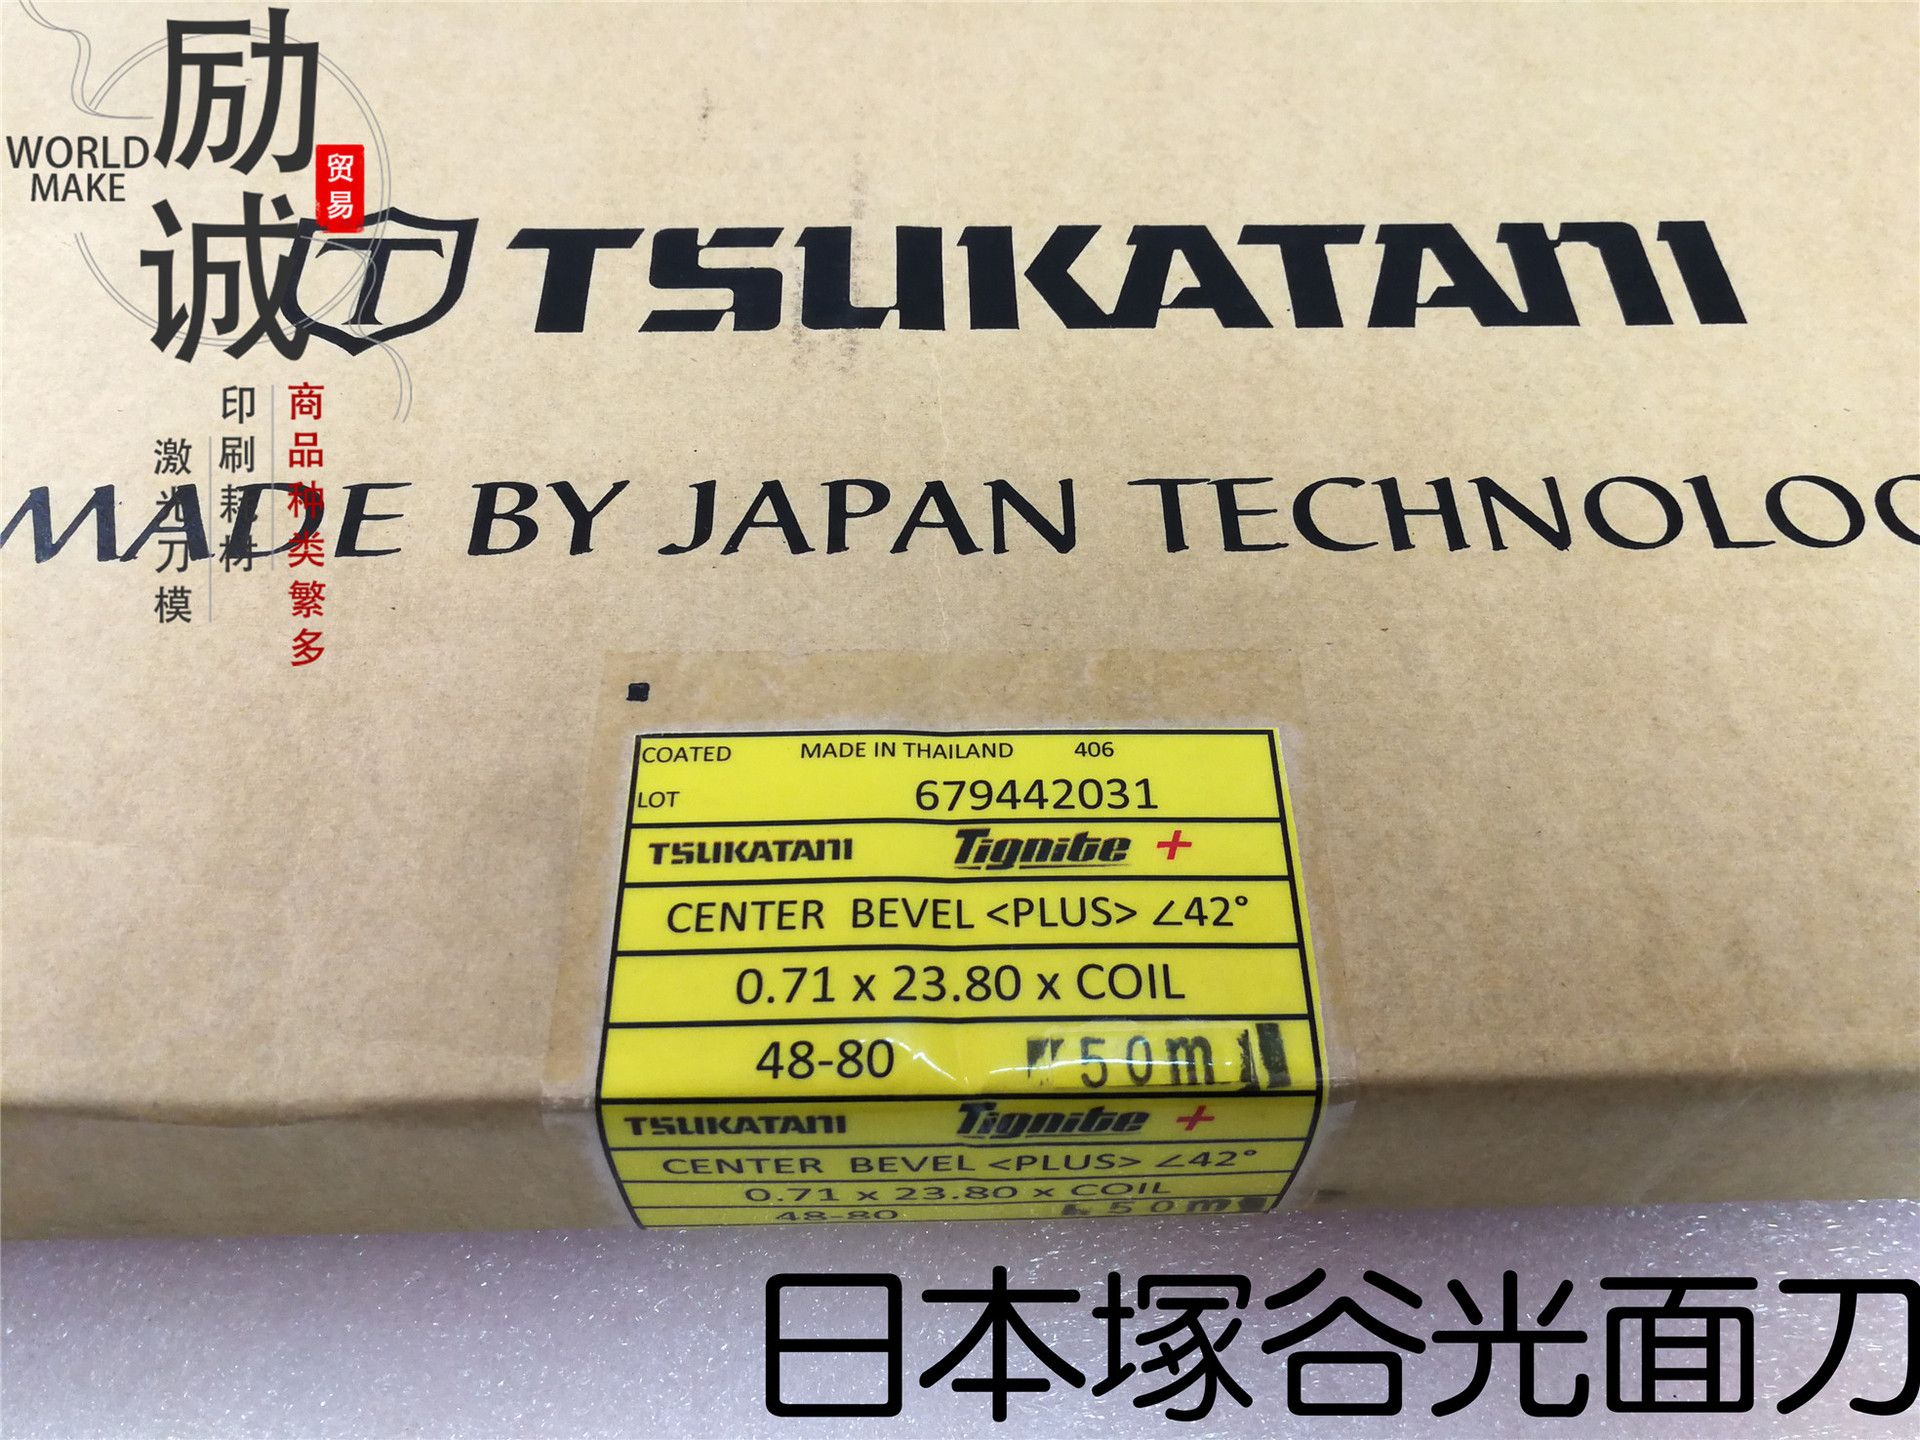 励诚
WORLD
MAKE
贸易
TSUKATANI
商品种类繁多
印刷耗材
激光刀模
MADE BY JAPAN TECHNOLOG
COATED MADE IN THAILAND 406
LOT 679442031
TSUKATANI Tignite +
CENTER BEVEL <PLUS> ∠42°
0.71 x 23.80 x COIL
48-80 50m
TSUKATANI Tignite +
CENTER BEVEL <PLUS> ∠42°
0.71 x 23.80 x COIL
48-80 50m
日本塚谷光面刀